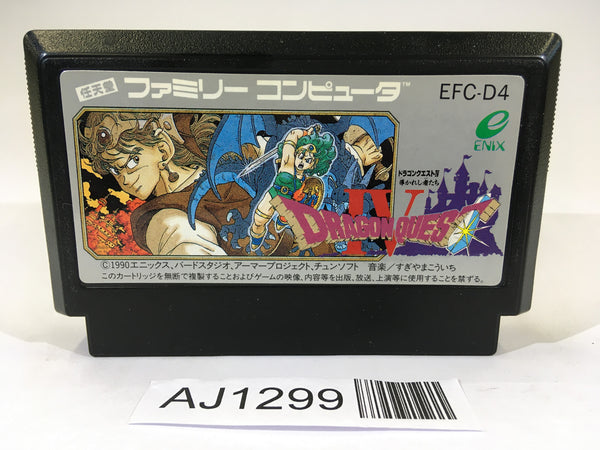 任天堂 ファミリー コンピュータ™ EFC-D4
ENIX
ドラゴンクエストIV
導かれし者たち
IV
DRAGON QUEST
©1990エニックス、バードスタジオ、アーマープロジェクト、チュンソフト 音楽/すぎやまこういち
このカートリッジを無断で複製することおよびゲームの映像、内容等を出版、放送、上演等に使用することを禁ずる。
AJ1299